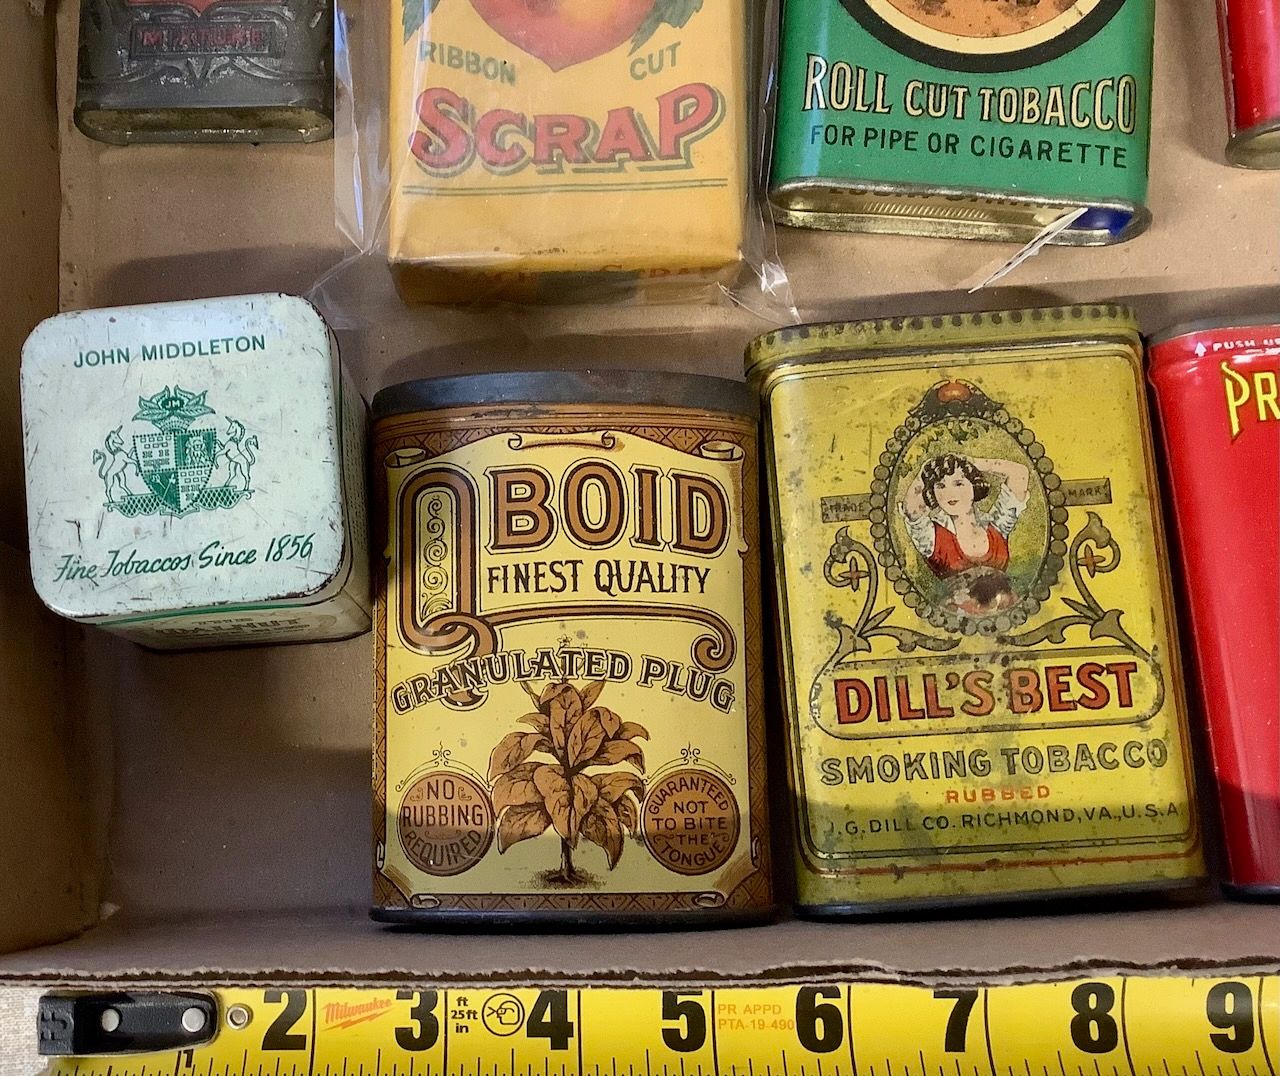 MIXTURE
RIBBON CUT
SCRAP
ROLL CUT TOBACCO
FOR PIPE OR CIGARETTE
JOHN MIDDLETON
JM
Fine Tobaccos Since 1856
QBOID
FINEST QUALITY
GRANULATED PLUG
NO
RUBBING
REQUIRED
GUARANTEED
NOT
TO BITE
THE
TONGUE
TRADE MARK
DILL'S BEST
SMOKING TOBACCO
RUBBED
J.G. DILL CO. RICHMOND, VA., U.S.A
PUSH
PR
1 2 Milwaukee 3 ft 25ft in 4 5 PR APPD PTA-19-490 6 7 8 9